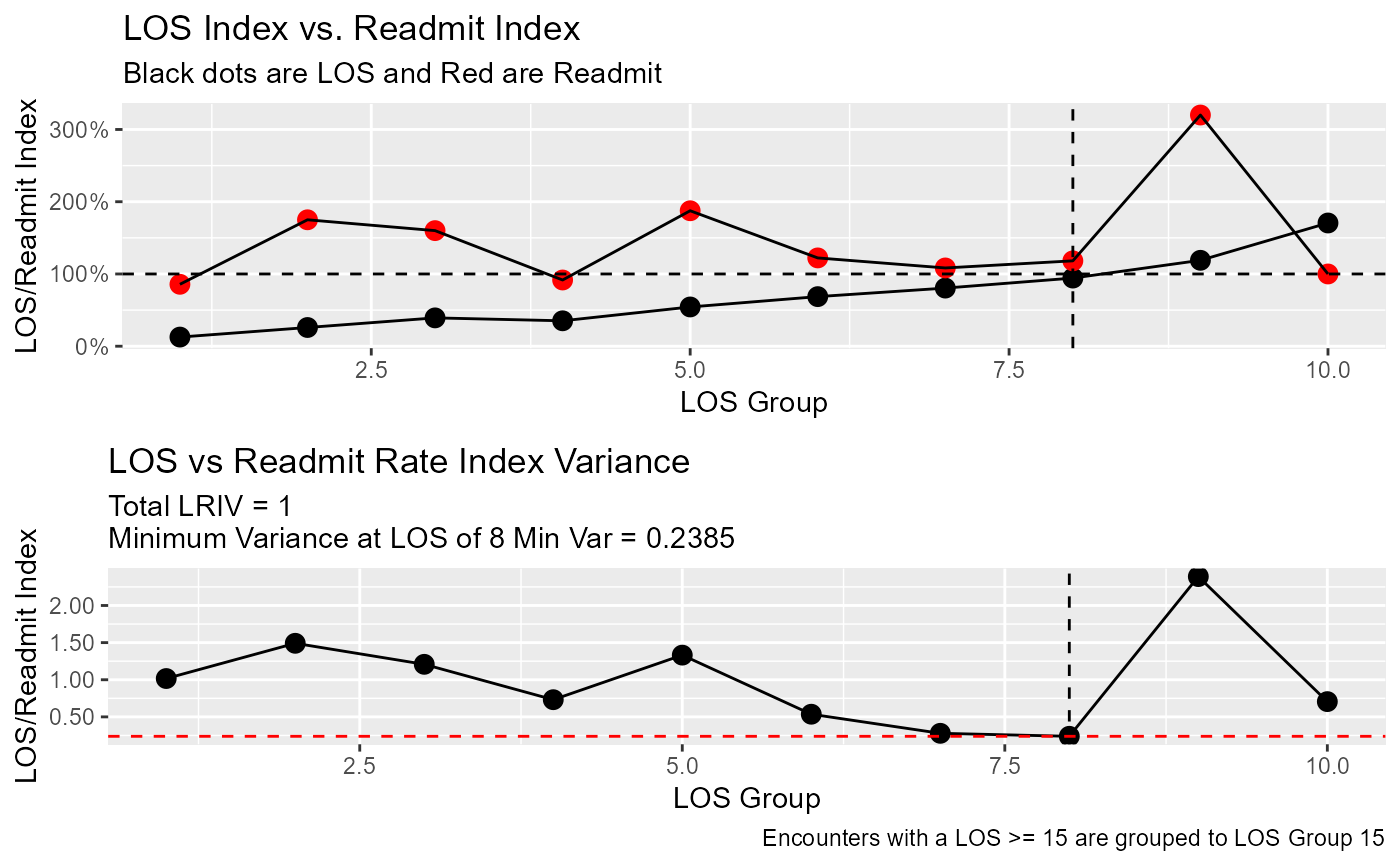 LOS Index vs. Readmit Index
Black dots are LOS and Red are Readmit
LOS/Readmit Index
300%
200%
100%
0%
2.5 5.0 7.5 10.0
LOS Group
LOS vs Readmit Rate Index Variance
Total LRIV = 1
Minimum Variance at LOS of 8 Min Var = 0.2385
LOS/Readmit Index
2.00
1.50
1.00
0.50
2.5 5.0 7.5 10.0
LOS Group
Encounters with a LOS >= 15 are grouped to LOS Group 15